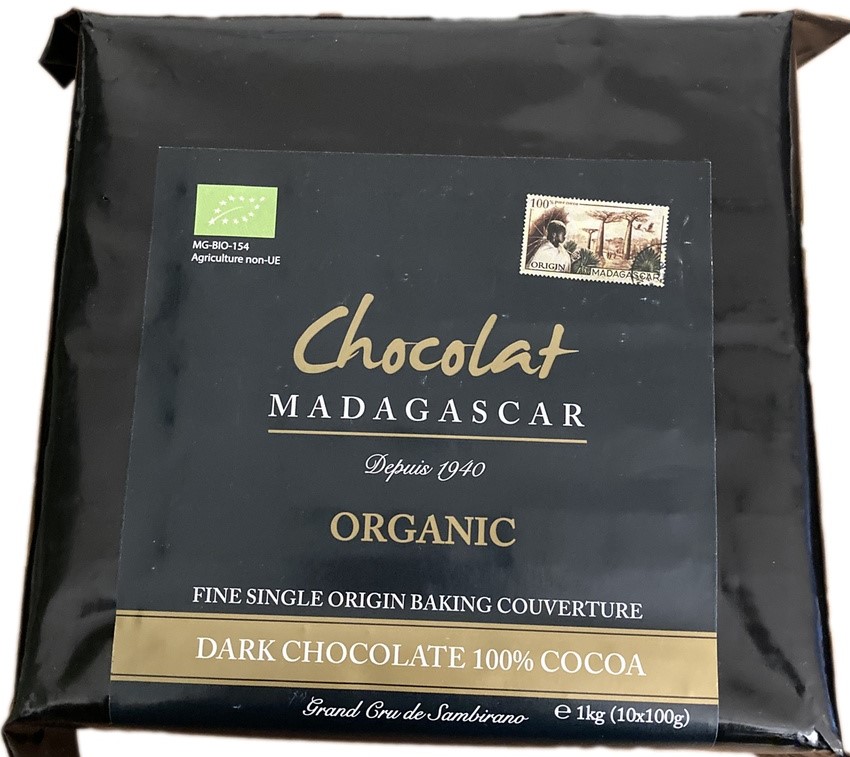 MG-BIO-154
Agriculture non-UE
100%
ORIGIN MADAGASCAR
Chocolat
MADAGASCAR
Depuis 1940
ORGANIC
FINE SINGLE ORIGIN BAKING COUVERTURE
DARK CHOCOLATE 100% COCOA
Grand Cru de Sambirano ℮ 1kg (10x100g)